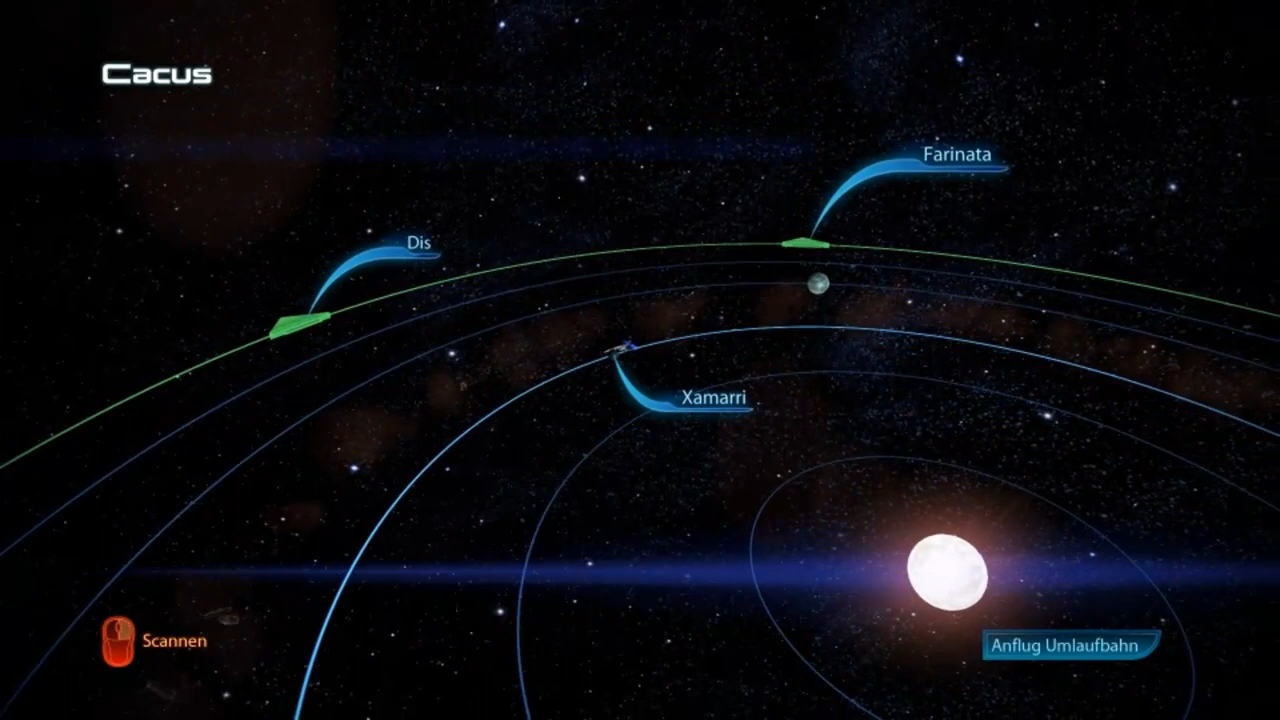 Cacus
Farinata
Dis
Xamarri
Scannen
Anflug Umlaufbahn